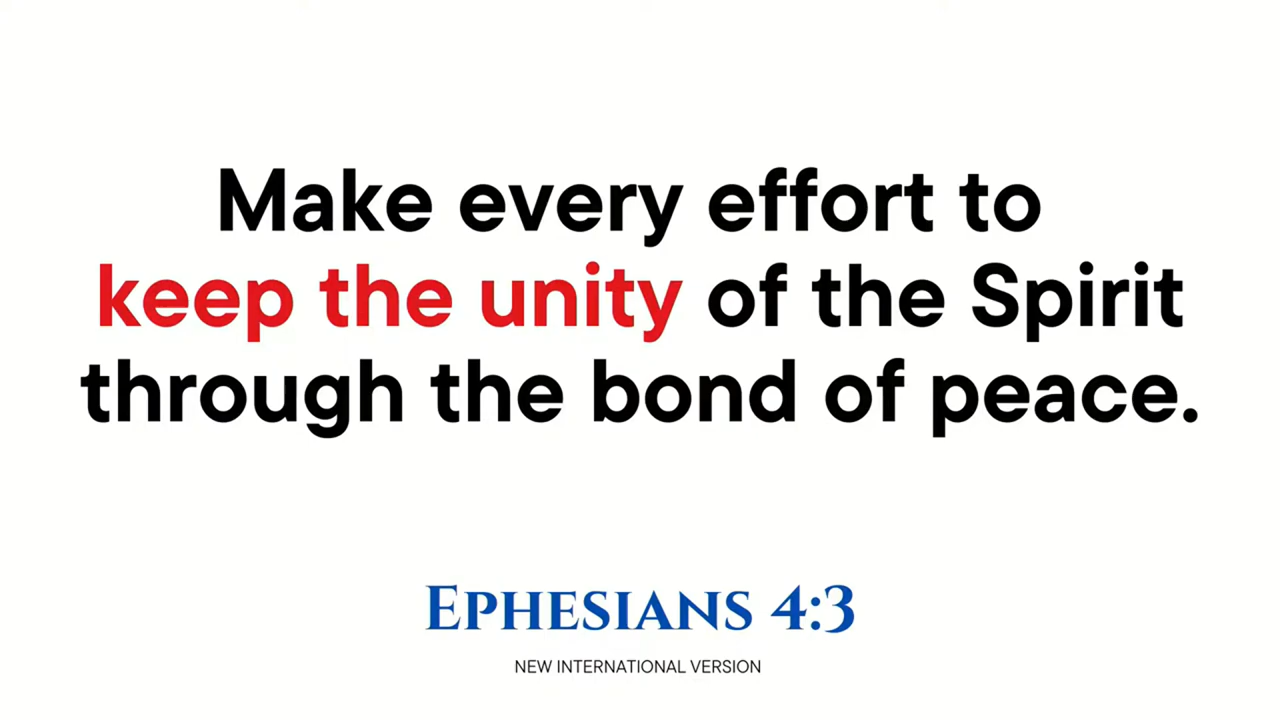 Make every effort to
keep the unity of the Spirit
through the bond of peace.
EPHESIANS 4:3
NEW INTERNATIONAL VERSION